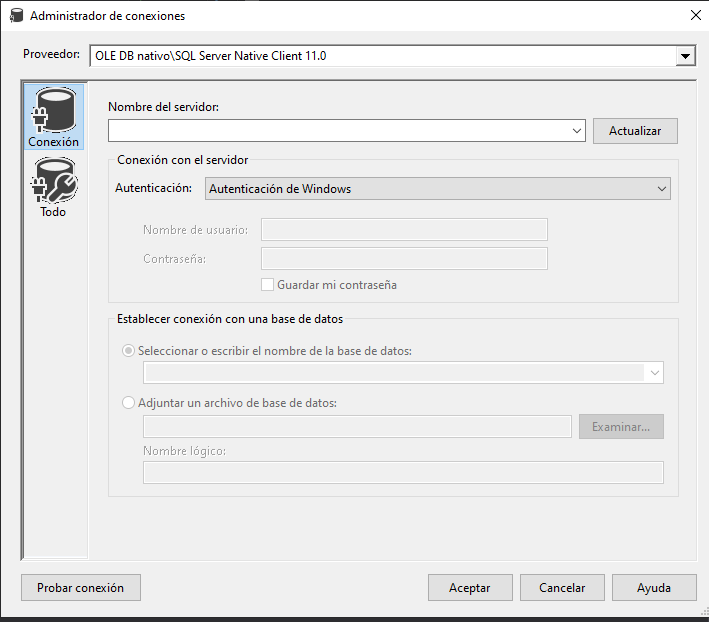 Administrador de conexiones
Proveedor: OLE DB nativo\SQL Server Native Client 11.0
Conexión
Todo
Nombre del servidor:
Actualizar
Conexión con el servidor
Autenticación: Autenticación de Windows
Nombre de usuario:
Contraseña:
Guardar mi contraseña
Establecer conexión con una base de datos
Seleccionar o escribir el nombre de la base de datos:
Adjuntar un archivo de base de datos:
Examinar...
Nombre lógico:
Probar conexión
Aceptar
Cancelar
Ayuda